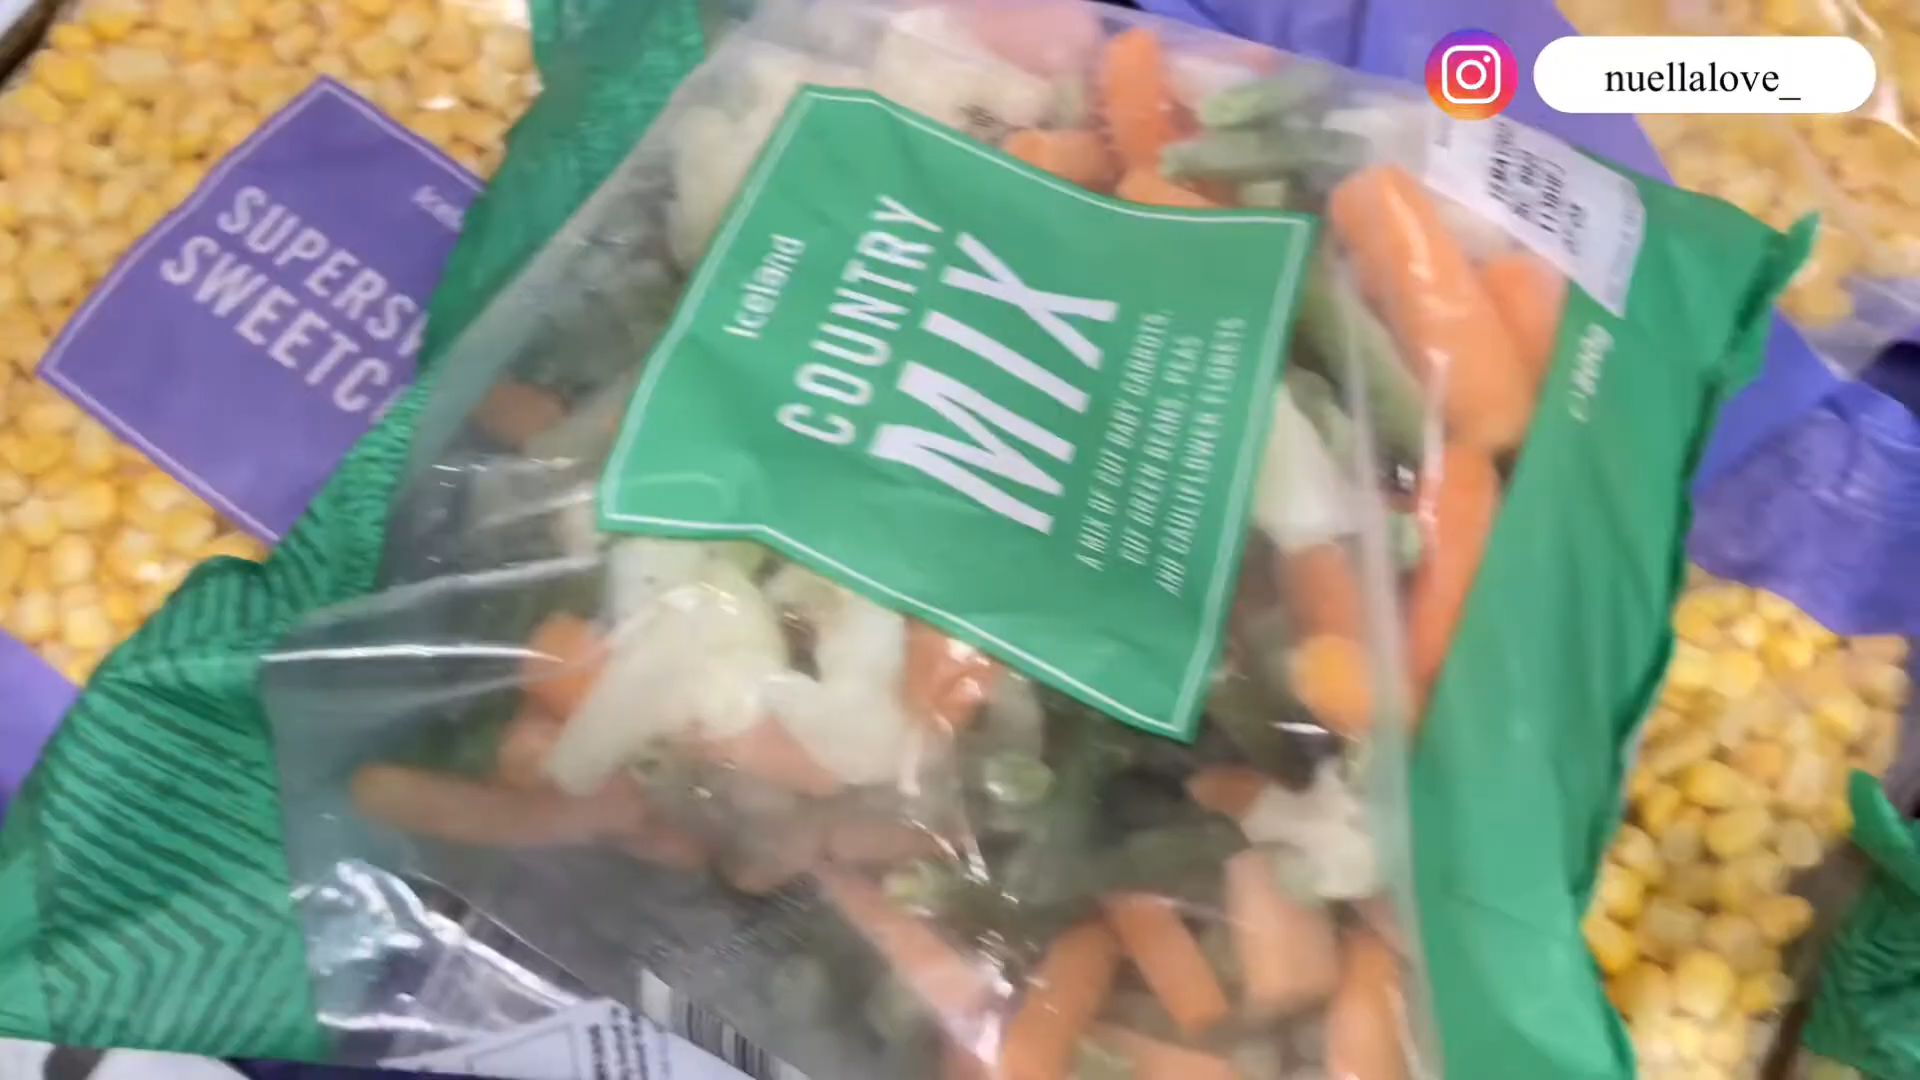 nuellalove_
Iceland
COUNTRY
MIX
A MIX OF CUT BABY CARROTS,
CUT GREEN BEANS, PEAS
AND CAULIFLOWER FLORETS
SUPERS
SWEETC